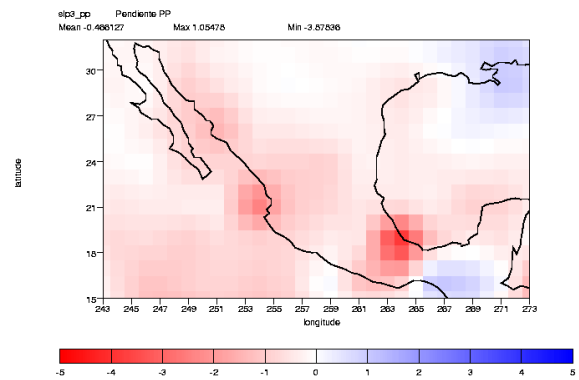 elp3_pp Pendiente PP
Mean -0.466127 Max 1.05478 Min -3.87836
30
27
24
21
18
15
latitude
243 245 247 249 251 253 255 257 259 261 263 265 267 269 271 273
longitude
-5 -4 -3 -2 -1 0 1 2 3 4 5